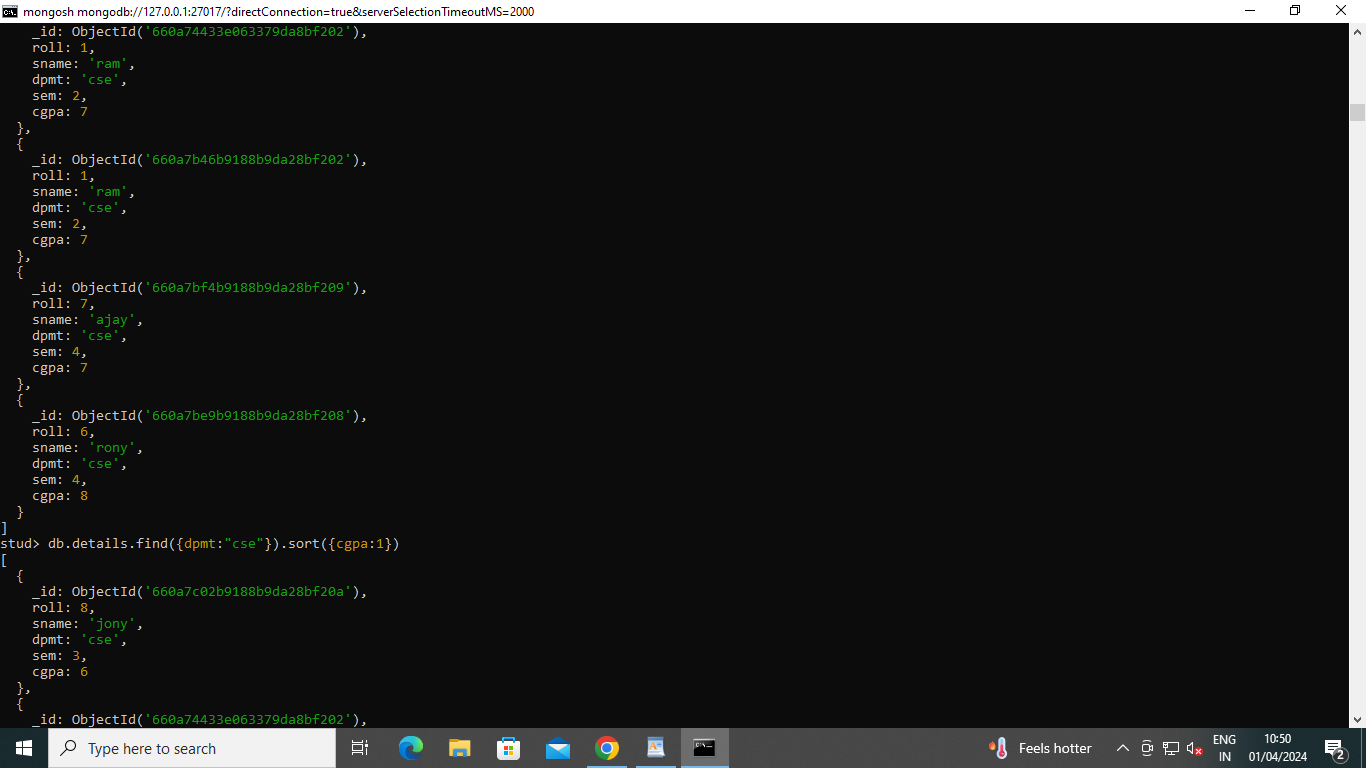 mongosh mongodb://127.0.0.1:27017/?directConnection=true&serverSelectionTimeoutMS=2000
    _id: ObjectId('660a74433e063379da8bf202'),
    roll: 1,
    sname: 'ram',
    dpmt: 'cse',
    sem: 2,
    cgpa: 7
  },
  {
    _id: ObjectId('660a7b46b9188b9da28bf202'),
    roll: 1,
    sname: 'ram',
    dpmt: 'cse',
    sem: 2,
    cgpa: 7
  },
  {
    _id: ObjectId('660a7bf4b9188b9da28bf209'),
    roll: 7,
    sname: 'ajay',
    dpmt: 'cse',
    sem: 4,
    cgpa: 7
  },
  {
    _id: ObjectId('660a7be9b9188b9da28bf208'),
    roll: 6,
    sname: 'rony',
    dpmt: 'cse',
    sem: 4,
    cgpa: 8
  }
]
stud> db.details.find({dpmt:"cse"}).sort({cgpa:1})
[
  {
    _id: ObjectId('660a7c02b9188b9da28bf20a'),
    roll: 8,
    sname: 'jony',
    dpmt: 'cse',
    sem: 3,
    cgpa: 6
  },
  {
    _id: ObjectId('660a74433e063379da8bf202'),
Type here to search
Feels hotter
ENG
IN
10:50
01/04/2024
2